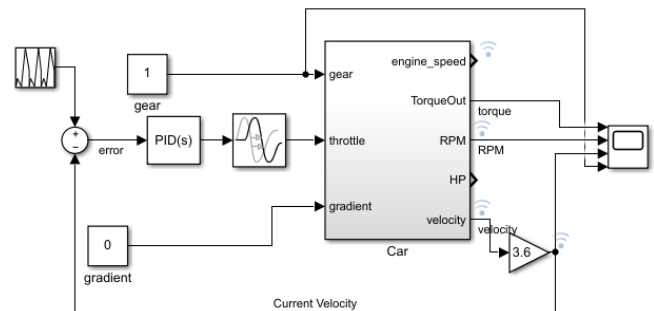 engine_speed
1
gear
gear
TorqueOut
torque
+
−
error
PID(s)
throttle
RPM
RPM
HP
gradient
velocity
velocity
0
gradient
Car
3.6
Current Velocity